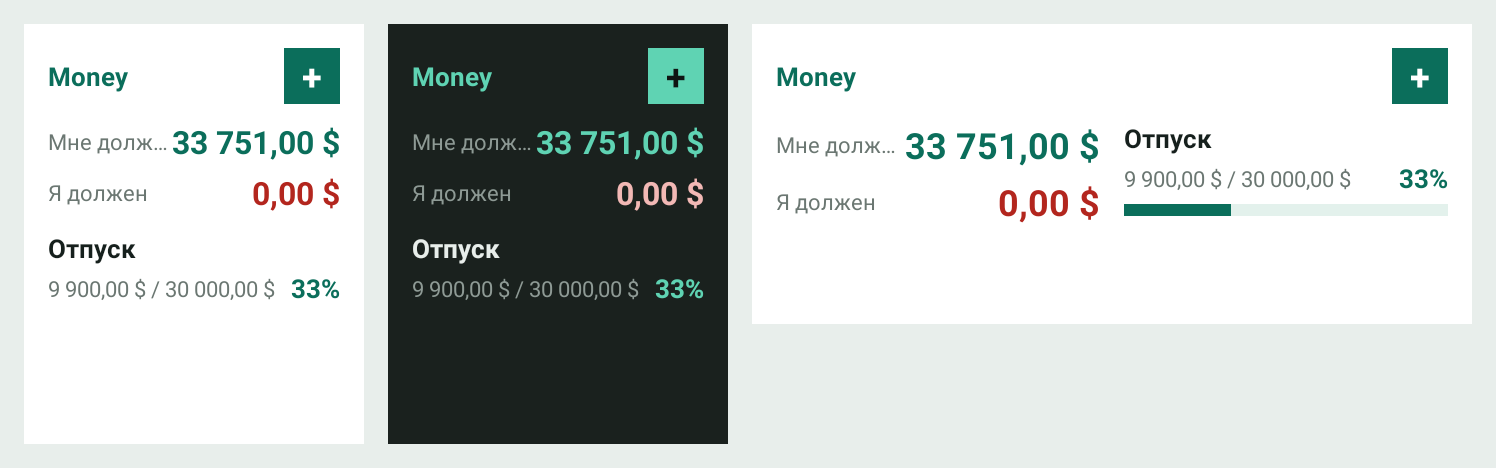 Money
+
Мне долж... 33 751,00 $
Я должен 0,00 $
Отпуск
9 900,00 $ / 30 000,00 $ 33%
Money
+
Мне долж... 33 751,00 $
Я должен 0,00 $
Отпуск
9 900,00 $ / 30 000,00 $ 33%
Money
+
Мне долж... 33 751,00 $
Я должен 0,00 $
Отпуск
9 900,00 $ / 30 000,00 $ 33%